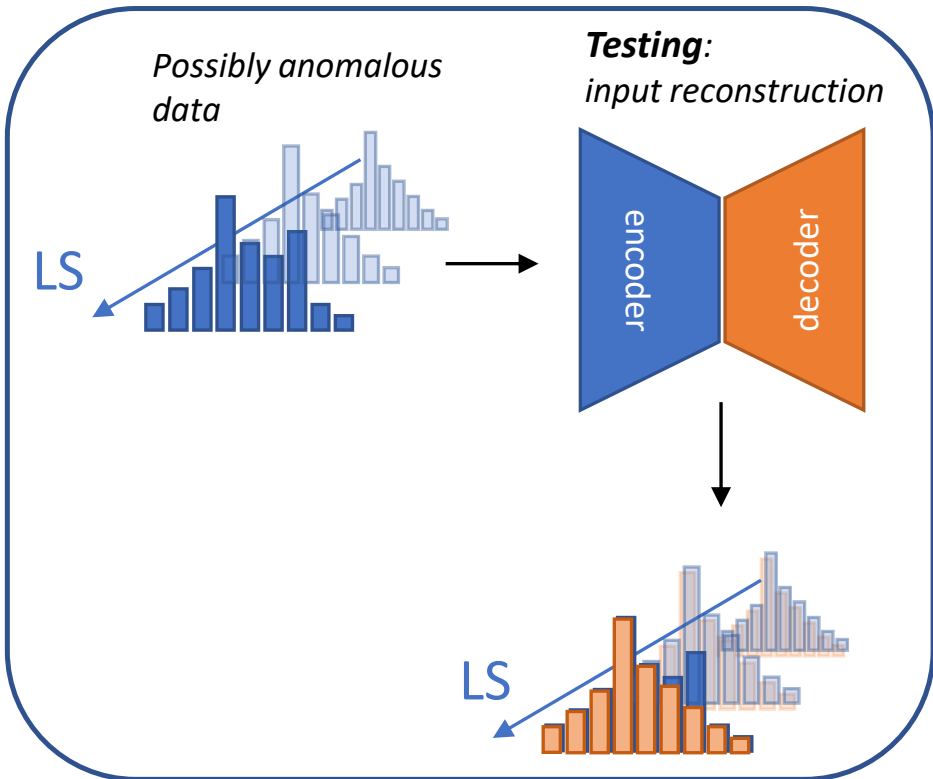 Possibly anomalous
data
Testing:
input reconstruction
LS
encoder
decoder
LS